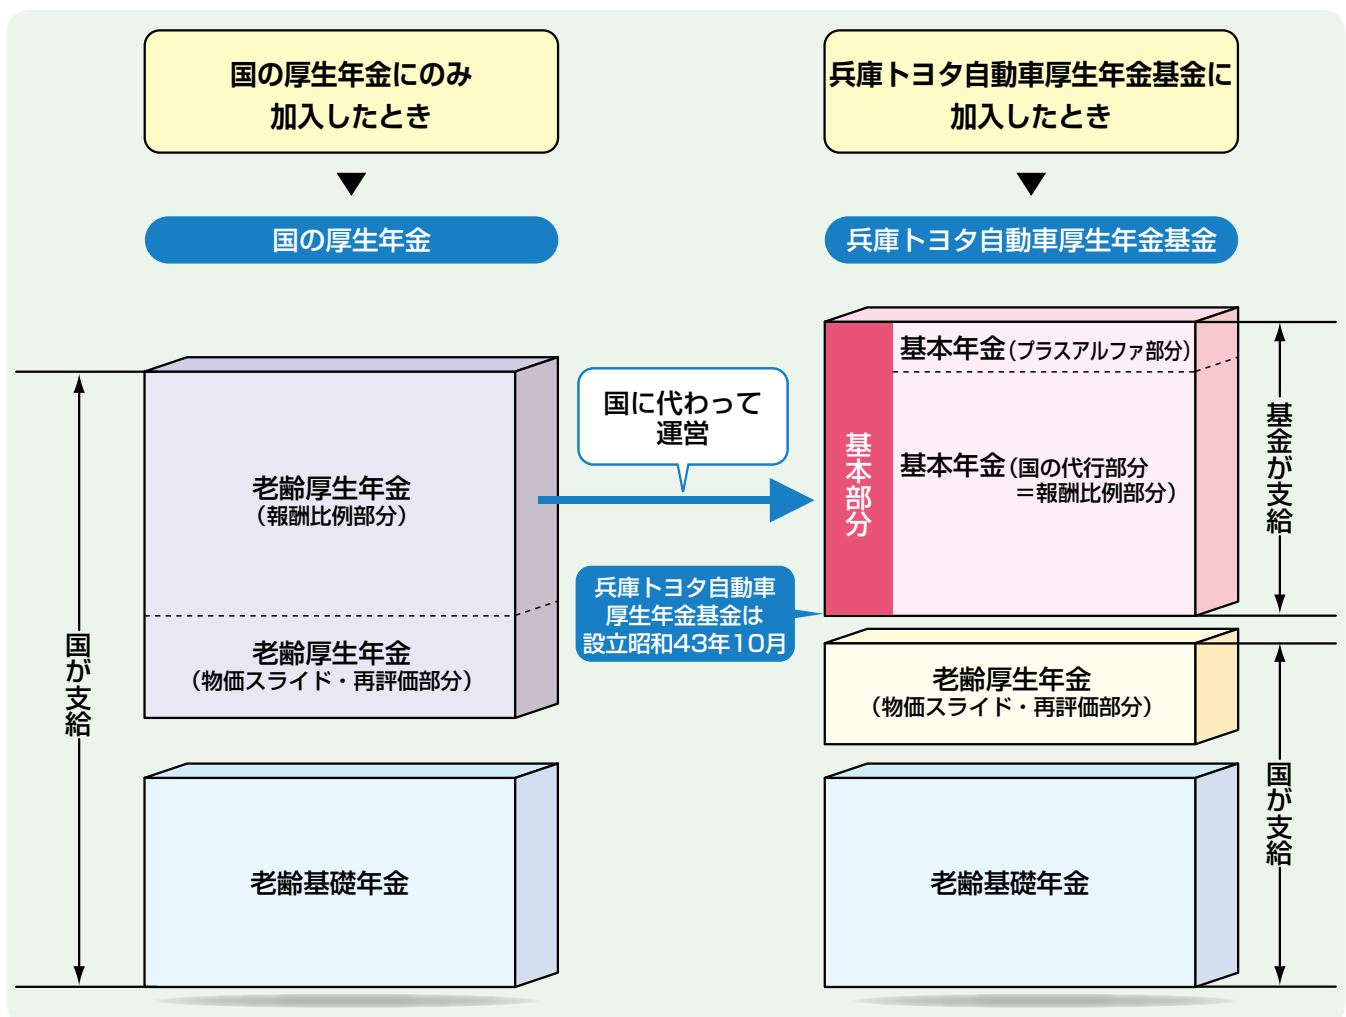 国の厚生年金にのみ
加入したとき
兵庫トヨタ自動車厚生年金基金に
加入したとき
国の厚生年金
兵庫トヨタ自動車厚生年金基金
国が支給
老齢厚生年金
（報酬比例部分）
老齢厚生年金
（物価スライド・再評価部分）
老齢基礎年金
国に代わって
運営
兵庫トヨタ自動車
厚生年金基金は
設立昭和43年10月
基本部分
基本年金（プラスアルファ部分）
基本年金（国の代行部分
＝報酬比例部分）
基金が支給
老齢厚生年金
（物価スライド・再評価部分）
老齢基礎年金
国が支給